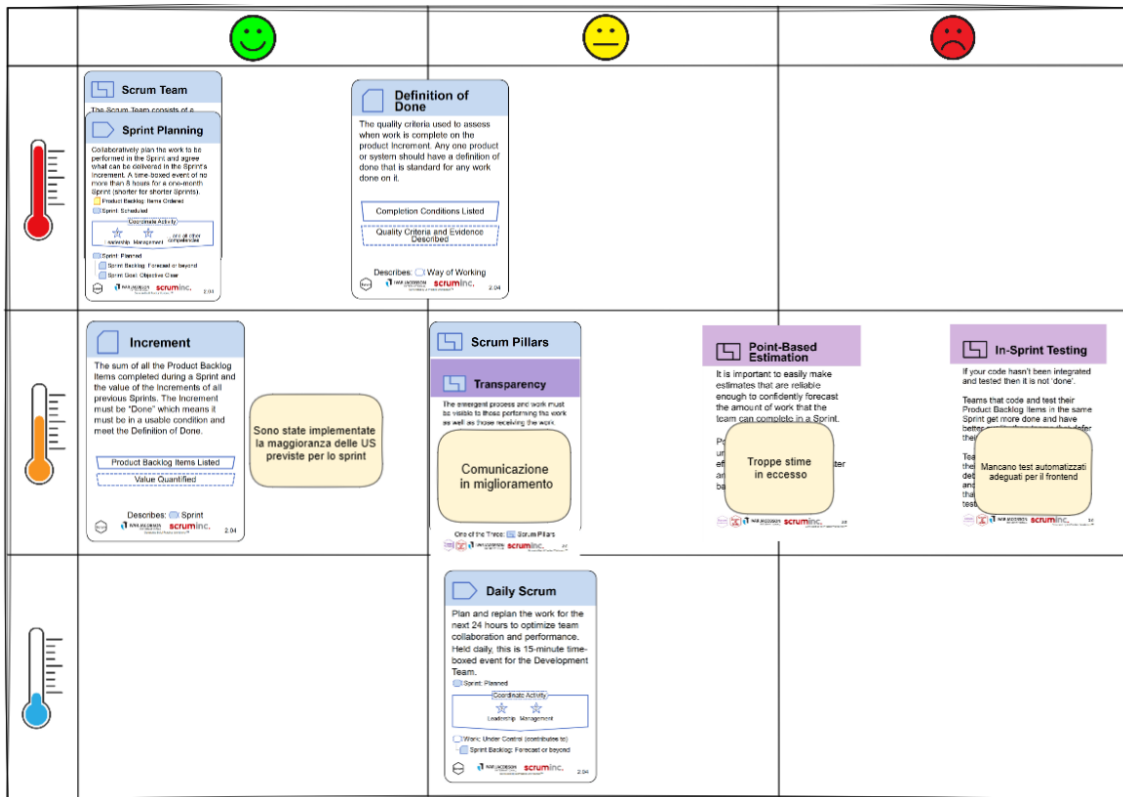 Scrum Team
The Scrum Team consists of a
Sprint Planning
Collaboratively plan the work to be
performed in the Sprint and agree
what can be delivered in the Sprint's
Increment. A time-boxed event of no
more than 8 hours for a one-month
Sprint (shorter for shorter Sprints).
Product Backlog: Items Ordered
Sprint: Scheduled
Coordinate Activity
Leadership Management ...and all other
competencies
Sprint: Planned
Sprint Backlog: Forecast or beyond
Sprint Goal: Objective Clear
IVAR JACOBSON scruminc. 2.04
Definition of
Done
The quality criteria used to assess
when work is complete on the
product Increment. Any one product
or system should have a definition of
done that is standard for any work
done on it.
Completion Conditions Listed
Quality Criteria and Evidence
Described
Describes: Way of Working
IVAR JACOBSON scruminc. 2.04
Increment
The sum of all the Product Backlog
Items completed during a Sprint and
the value of the Increments of all
previous Sprints. The Increment
must be "Done" which means it
must be in a usable condition and
meet the Definition of Done.
Product Backlog Items Listed
Value Quantified
Describes: Sprint
IVAR JACOBSON scruminc. 2.04
Sono state implementate
la maggioranza delle US
previste per lo sprint
Scrum Pillars
Transparency
The emergent process and work must
be visible to those performing the work
as well as those receiving the work.
Comunicazione
in miglioramento
One of the Three: Scrum Pillars
IVAR JACOBSON scruminc.
Point-Based
Estimation
It is important to easily make
estimates that are reliable
enough to confidently forecast
the amount of work that the
team can complete in a Sprint.
Troppe stime
in eccesso
IVAR JACOBSON scruminc.
In-Sprint Testing
If your code hasn't been integrated
and tested then it is not 'done'.
Teams that code and test their
Product Backlog Items in the same
Sprint get more done and have
Mancano test automatizzati
adeguati per il frontend
IVAR JACOBSON scruminc.
Daily Scrum
Plan and replan the work for the
next 24 hours to optimize team
collaboration and performance.
Held daily, this is 15-minute time-
boxed event for the Development
Team.
Sprint: Planned
Coordinate Activity
Leadership Management
Work: Under Control (contributes to)
Sprint Backlog: Forecast or beyond
IVAR JACOBSON scruminc. 2.04